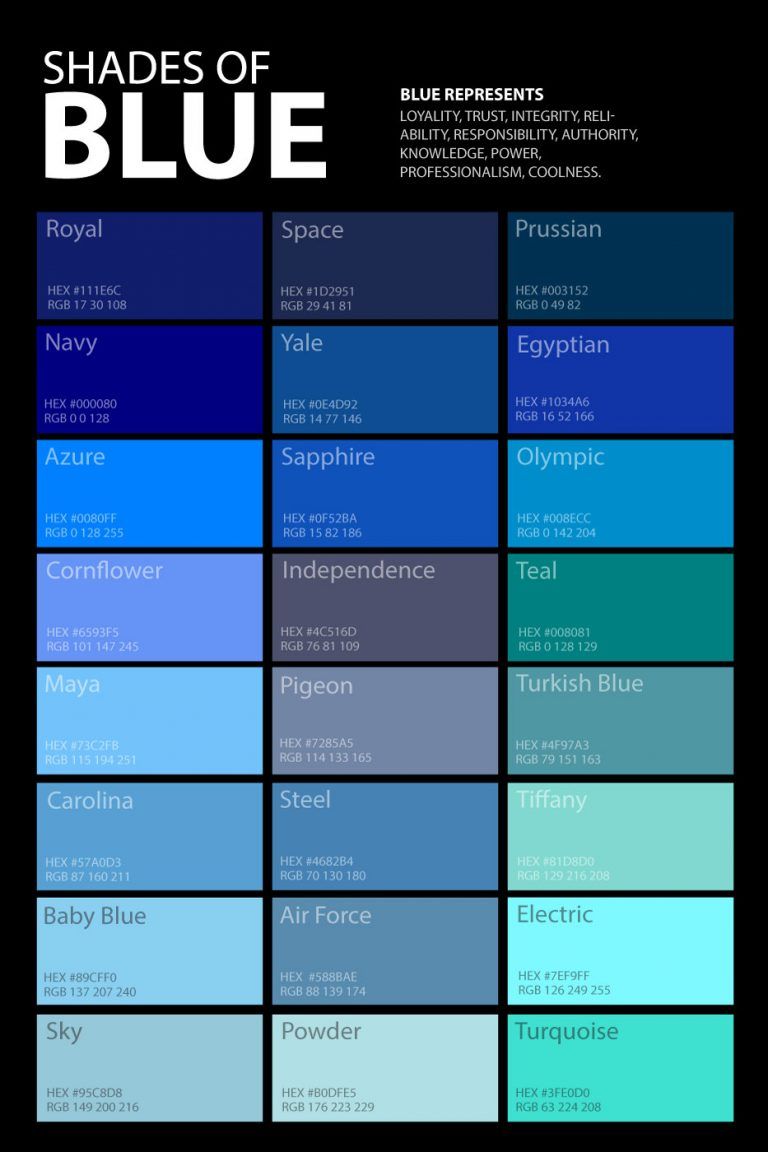 SHADES OF
BLUE
BLUE REPRESENTS
LOYALITY, TRUST, INTEGRITY, RELI-
ABILITY, RESPONSIBILITY, AUTHORITY,
KNOWLEDGE, POWER,
PROFESSIONALISM, COOLNESS.
Royal
HEX #111E6C
RGB 17 30 108
Space
HEX #1D2951
RGB 29 41 81
Prussian
HEX #003152
RGB 0 49 82
Navy
HEX #000080
RGB 0 0 128
Yale
HEX #0E4D92
RGB 14 77 146
Egyptian
HEX #1034A6
RGB 16 52 166
Azure
HEX #0080FF
RGB 0 128 255
Sapphire
HEX #0F52BA
RGB 15 82 186
Olympic
HEX #008ECC
RGB 0 142 204
Cornflower
HEX #6593F5
RGB 101 147 245
Independence
HEX #4C516D
RGB 76 81 109
Teal
HEX #008081
RGB 0 128 129
Maya
HEX #73C2FB
RGB 115 194 251
Pigeon
HEX #7285A5
RGB 114 133 165
Turkish Blue
HEX #4F97A3
RGB 79 151 163
Carolina
HEX #57A0D3
RGB 87 160 211
Steel
HEX #4682B4
RGB 70 130 180
Tiffany
HEX #81D8D0
RGB 129 216 208
Baby Blue
HEX #89CFF0
RGB 137 207 240
Air Force
HEX #588BAE
RGB 88 139 174
Electric
HEX #7EF9FF
RGB 126 249 255
Sky
HEX #95C8D8
RGB 149 200 216
Powder
HEX #B0DFE5
RGB 176 223 229
Turquoise
HEX #3FE0D0
RGB 63 224 208